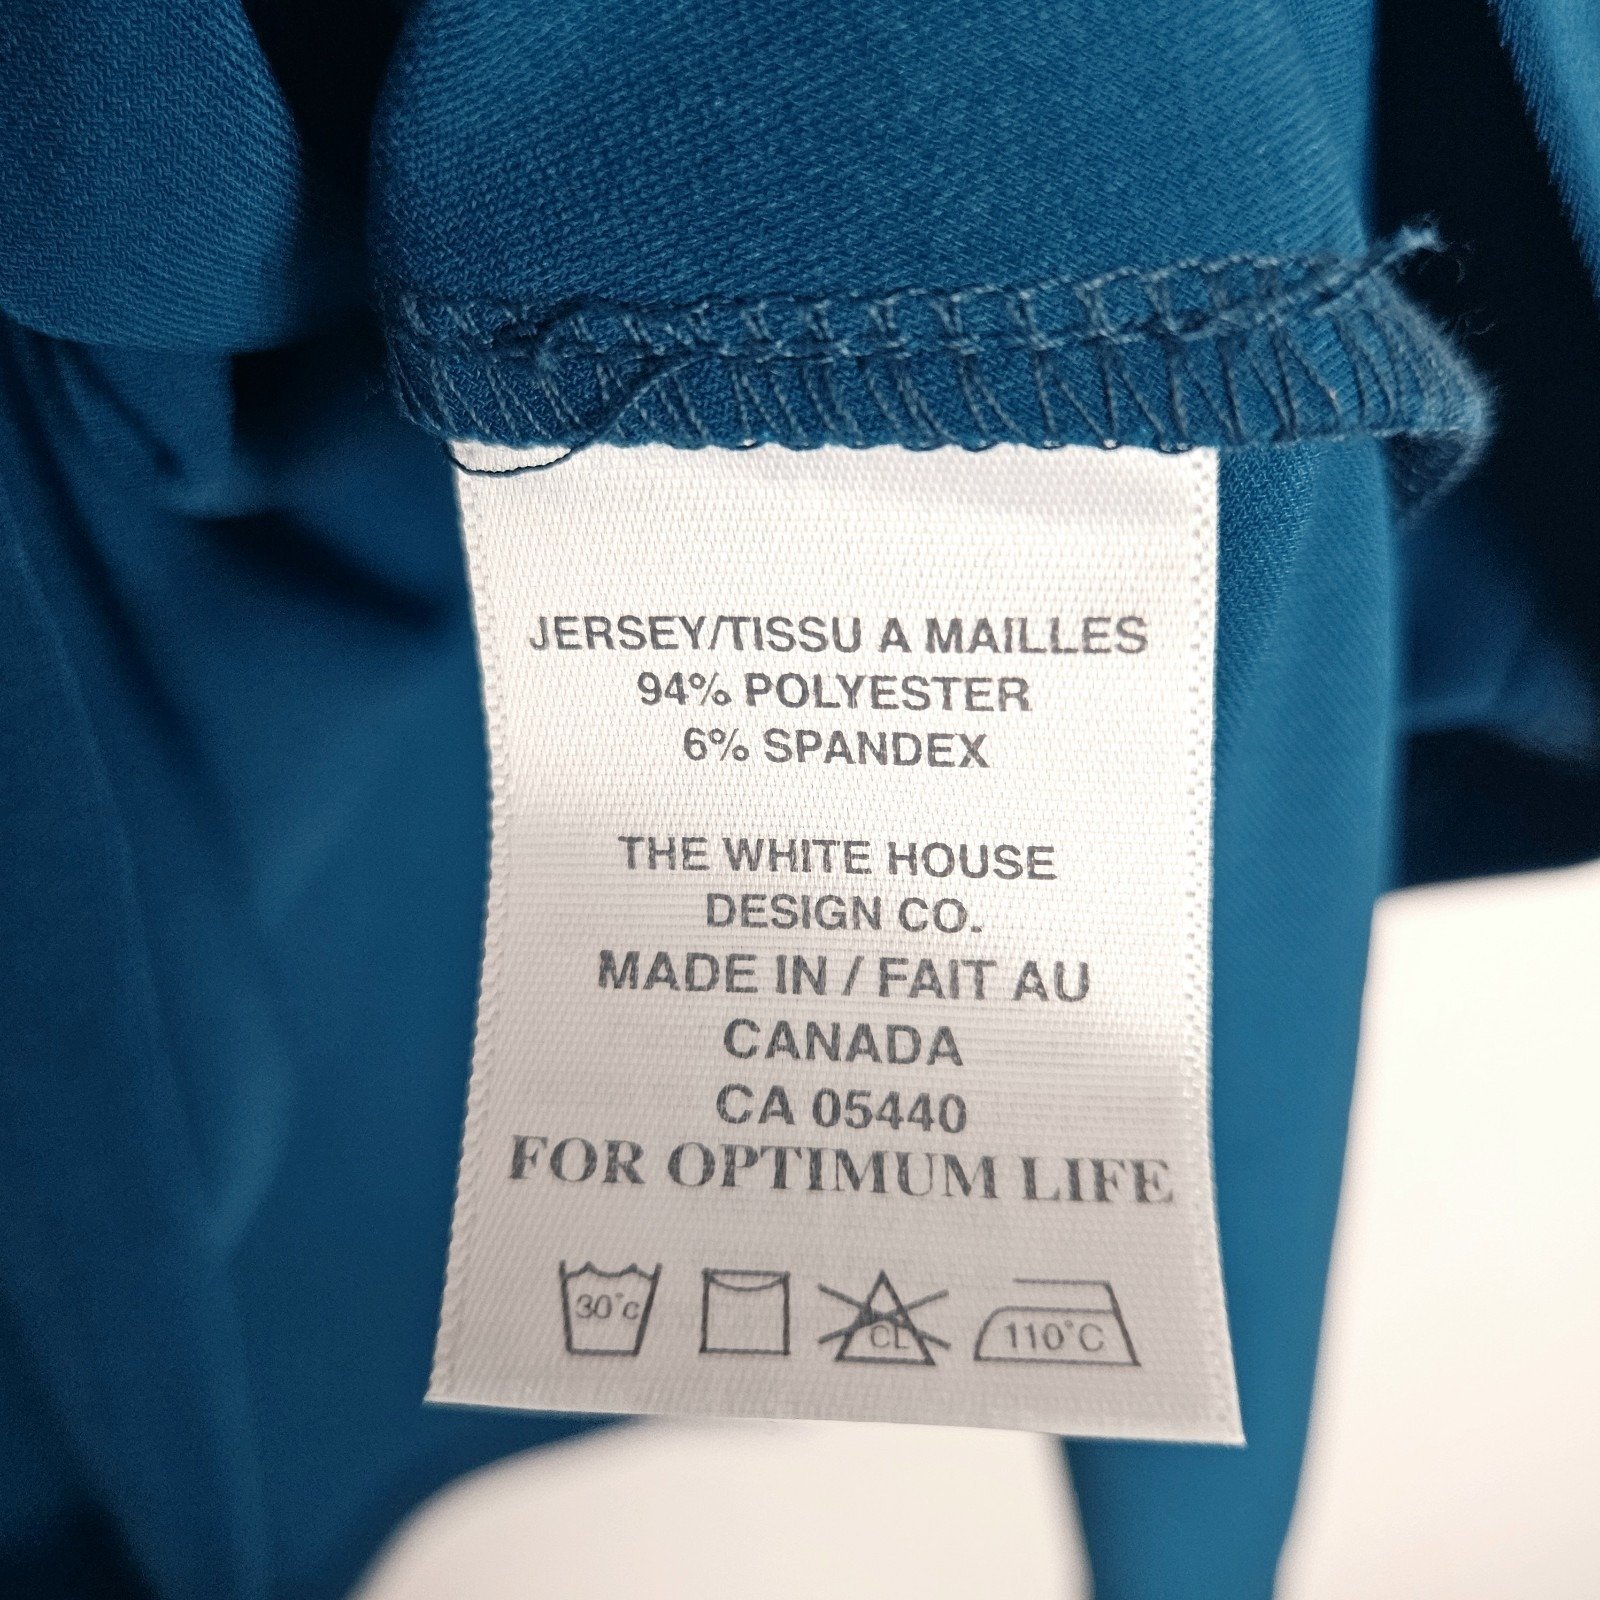 JERSEY/TISSU A MAILLES
94% POLYESTER
6% SPANDEX
THE WHITE HOUSE
DESIGN CO.
MADE IN / FAIT AU
CANADA
CA 05440
FOR OPTIMUM LIFE
30°c CL 110°C